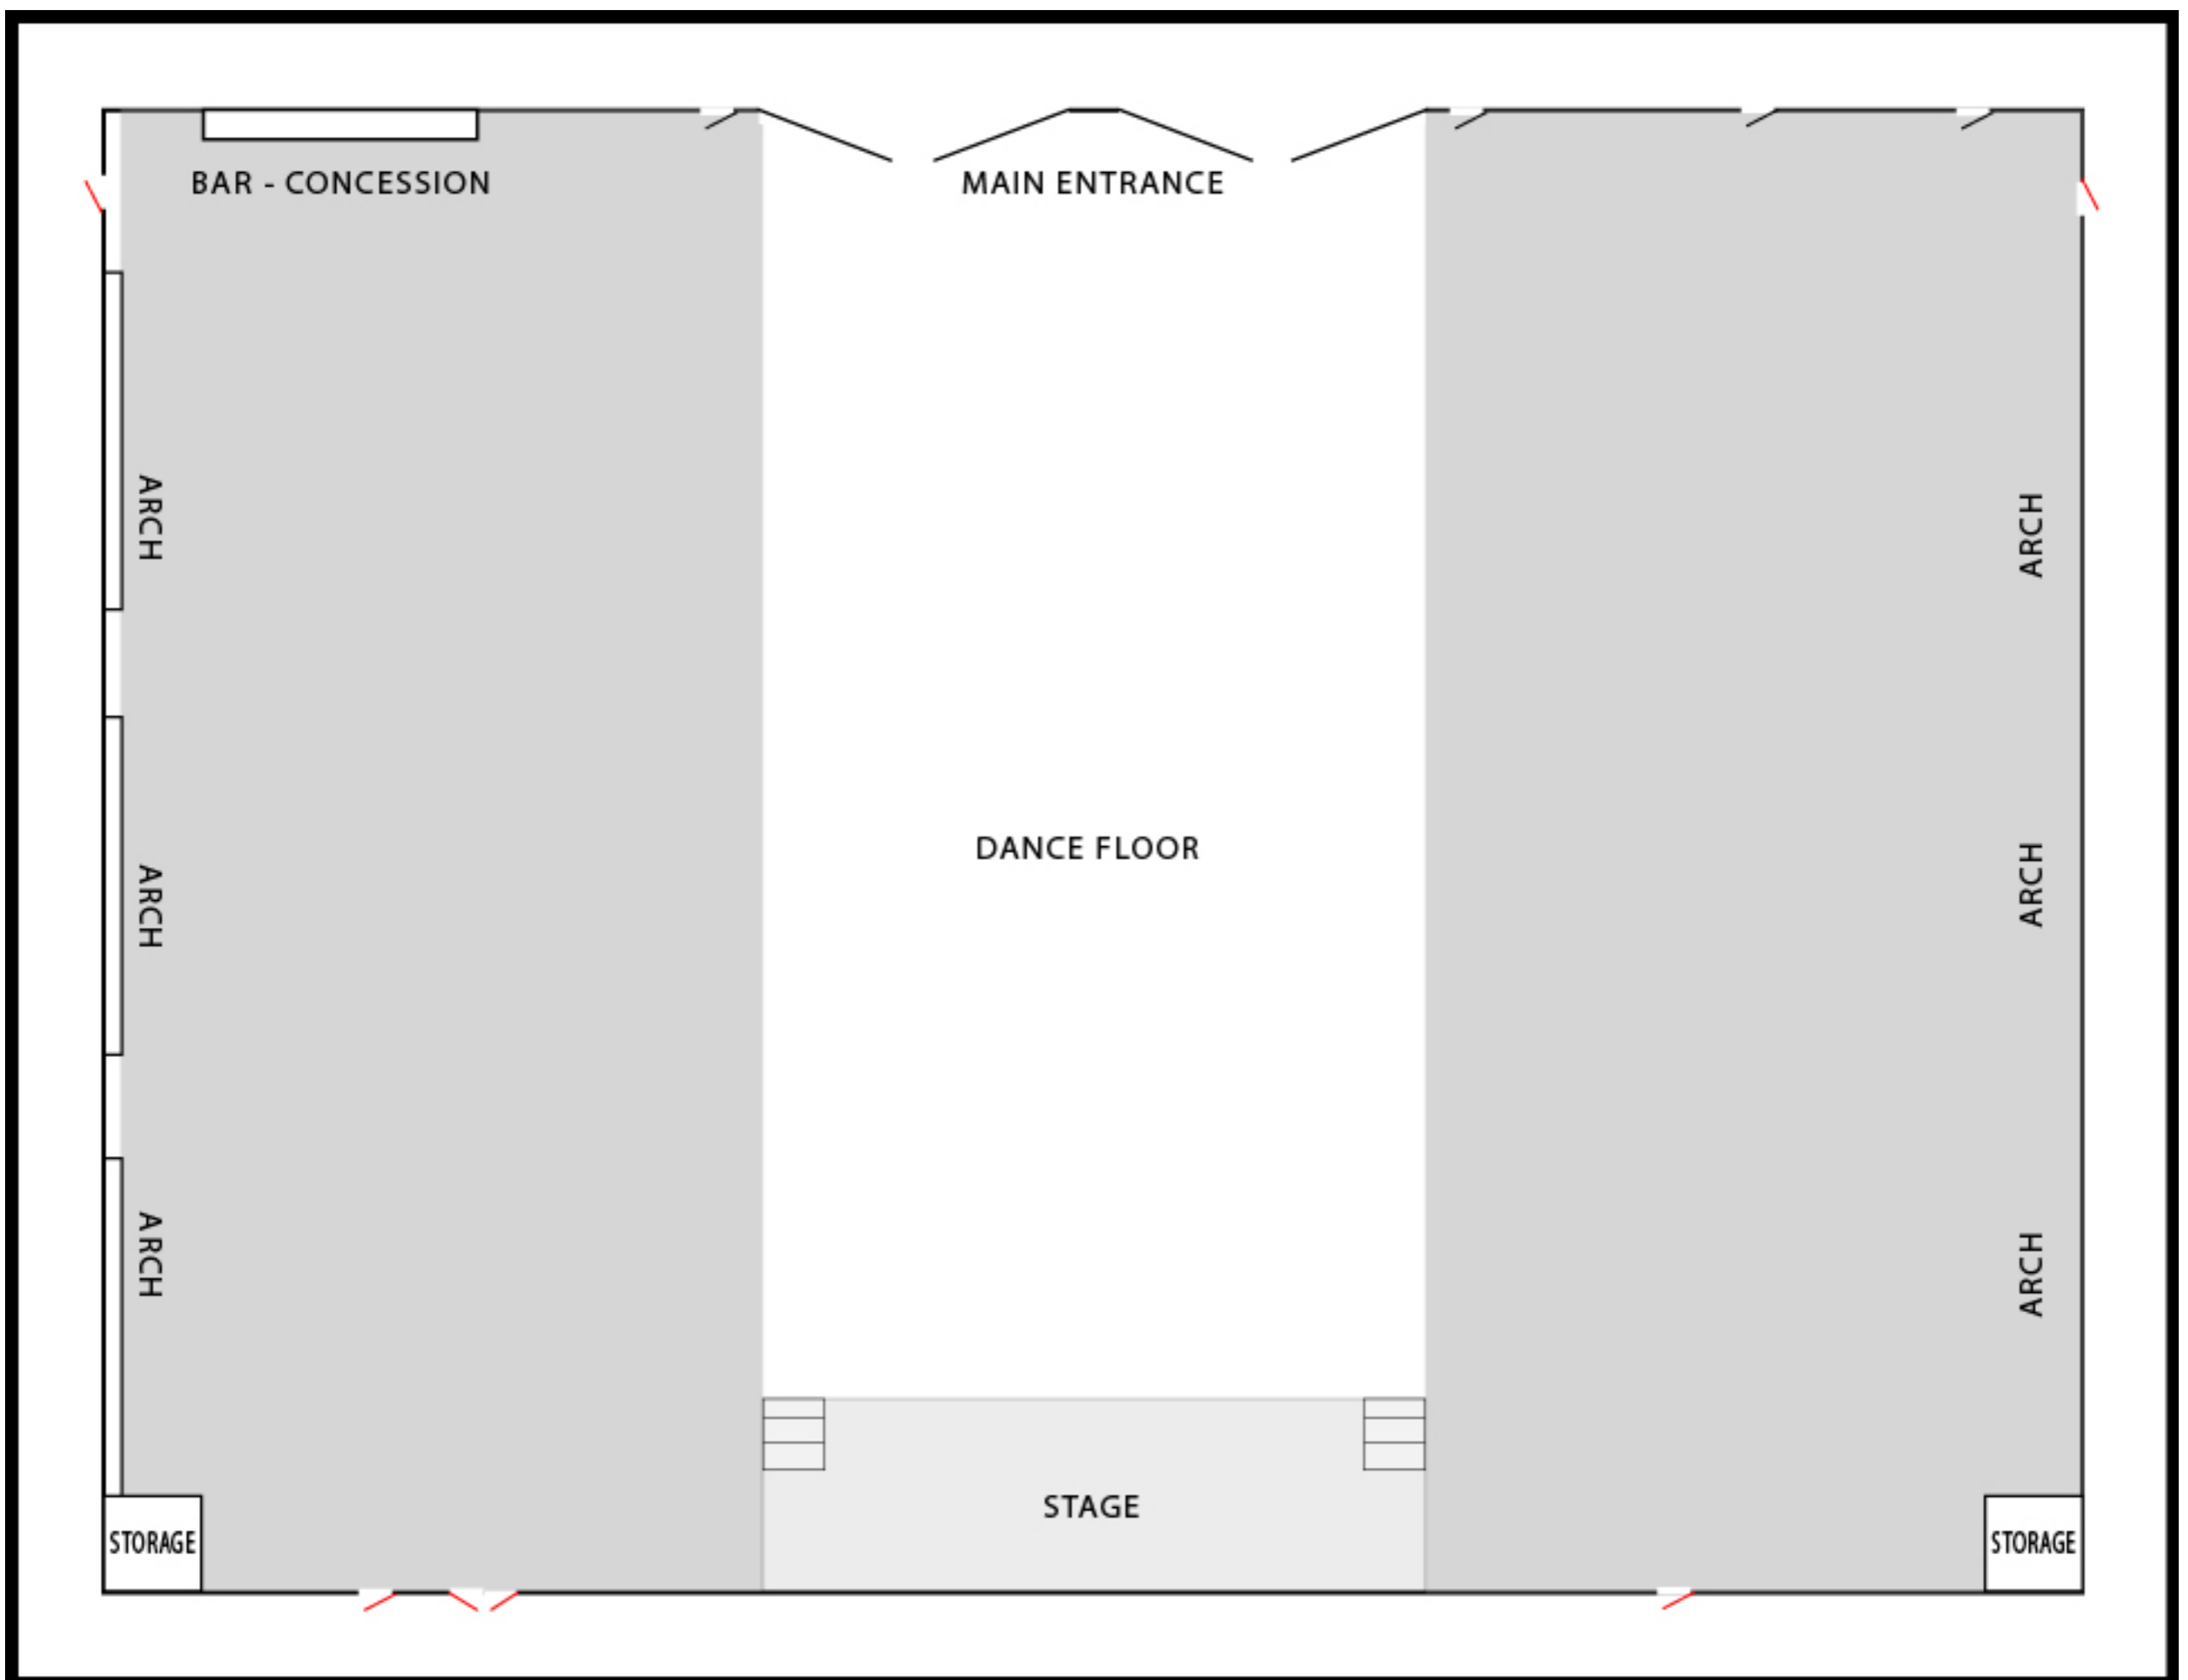 BAR - CONCESSION
MAIN ENTRANCE
ARCH
ARCH
DANCE FLOOR
ARCH
ARCH
ARCH
ARCH
STAGE
STORAGE
STORAGE